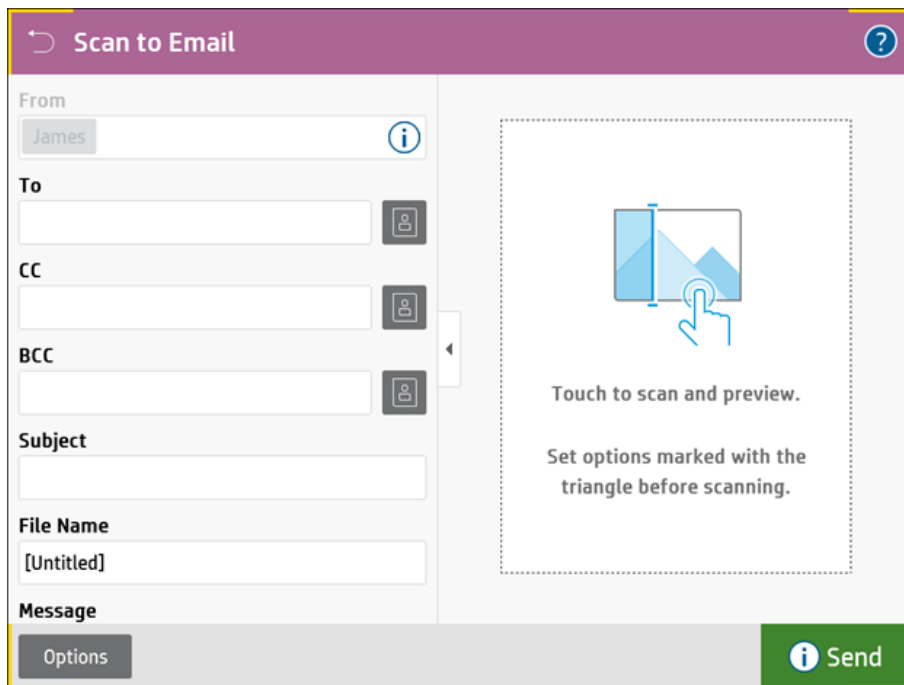 Scan to Email
?
From
James
i
To
CC
BCC
Subject
File Name
[Untitled]
Message
Touch to scan and preview.
Set options marked with the
triangle before scanning.
Options
i Send